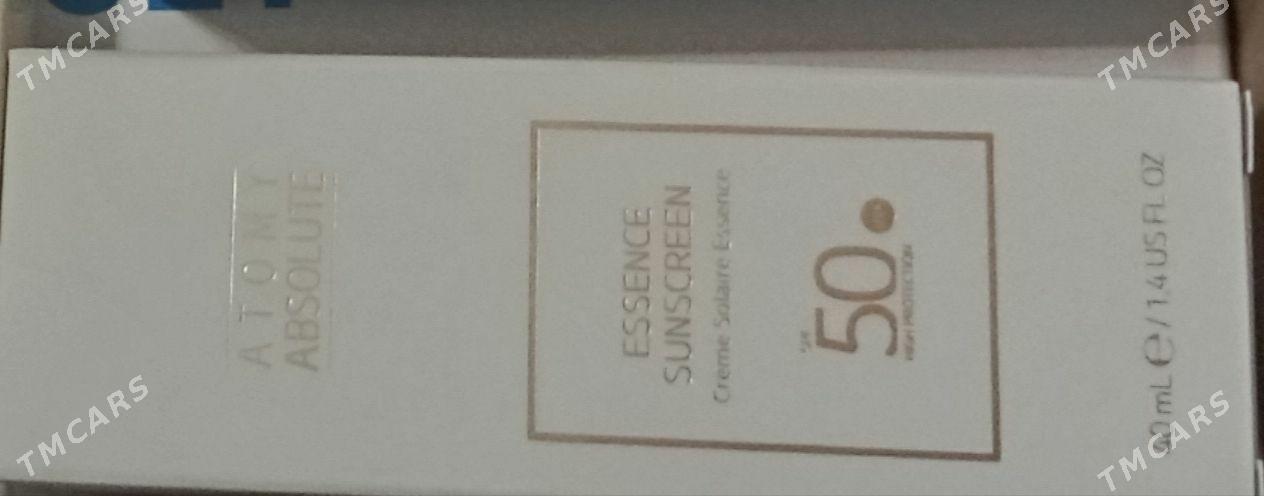 ATOMY
ABSOLUTE
ESSENCE
SUNSCREEN
Creme Solaire Essence
SPF
50
HIGH PROTECTION
40 mL e / 1.4 US FL OZ
TMCARS
TMCARS
TMCARS
TMCARS